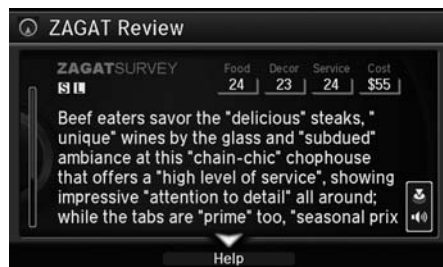 ZAGAT Review
ZAGATSURVEY Food Decor Service Cost
S L 24 23 24 $55
Beef eaters savor the "delicious" steaks, "
unique" wines by the glass and "subdued"
ambiance at this "chain-chic" chophouse
that offers a "high level of service", showing
impressive "attention to detail" all around;
while the tabs are "prime" too, "seasonal prix
Help